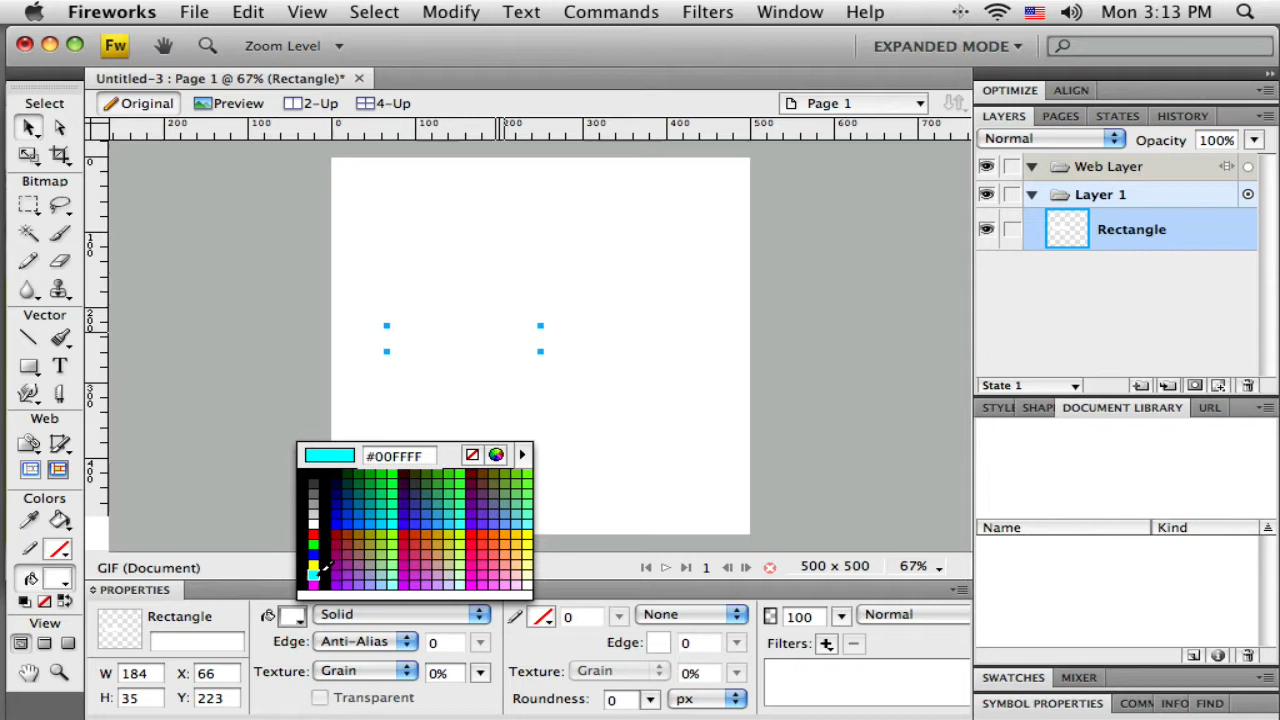 Fireworks File Edit View Select Modify Text Commands Filters Window Help Mon 3:13 PM
Fw Zoom Level EXPANDED MODE
Untitled-3 : Page 1 @ 67% (Rectangle)*
Original Preview 2-Up 4-Up Page 1
200 100 0 100 200 300 400 500 600 700
0
100
200
300
400
Select
Bitmap
Vector
T
Web
Colors
View
OPTIMIZE ALIGN
LAYERS PAGES STATES HISTORY
Normal Opacity 100%
Web Layer
Layer 1
Rectangle
State 1
STYLE SHAPE DOCUMENT LIBRARY URL
Name Kind
#00FFFF
GIF (Document) 1 500 x 500 67%
PROPERTIES
Rectangle Solid 0 None 100 Normal
Edge: Anti-Alias 0 Edge: 0 Filters:
W 184 X: 66 Texture: Grain 0% Texture: Grain 0%
H: 35 Y: 223 Transparent Roundness: 0 px
SWATCHES MIXER
SYMBOL PROPERTIES COMM INFO FIND